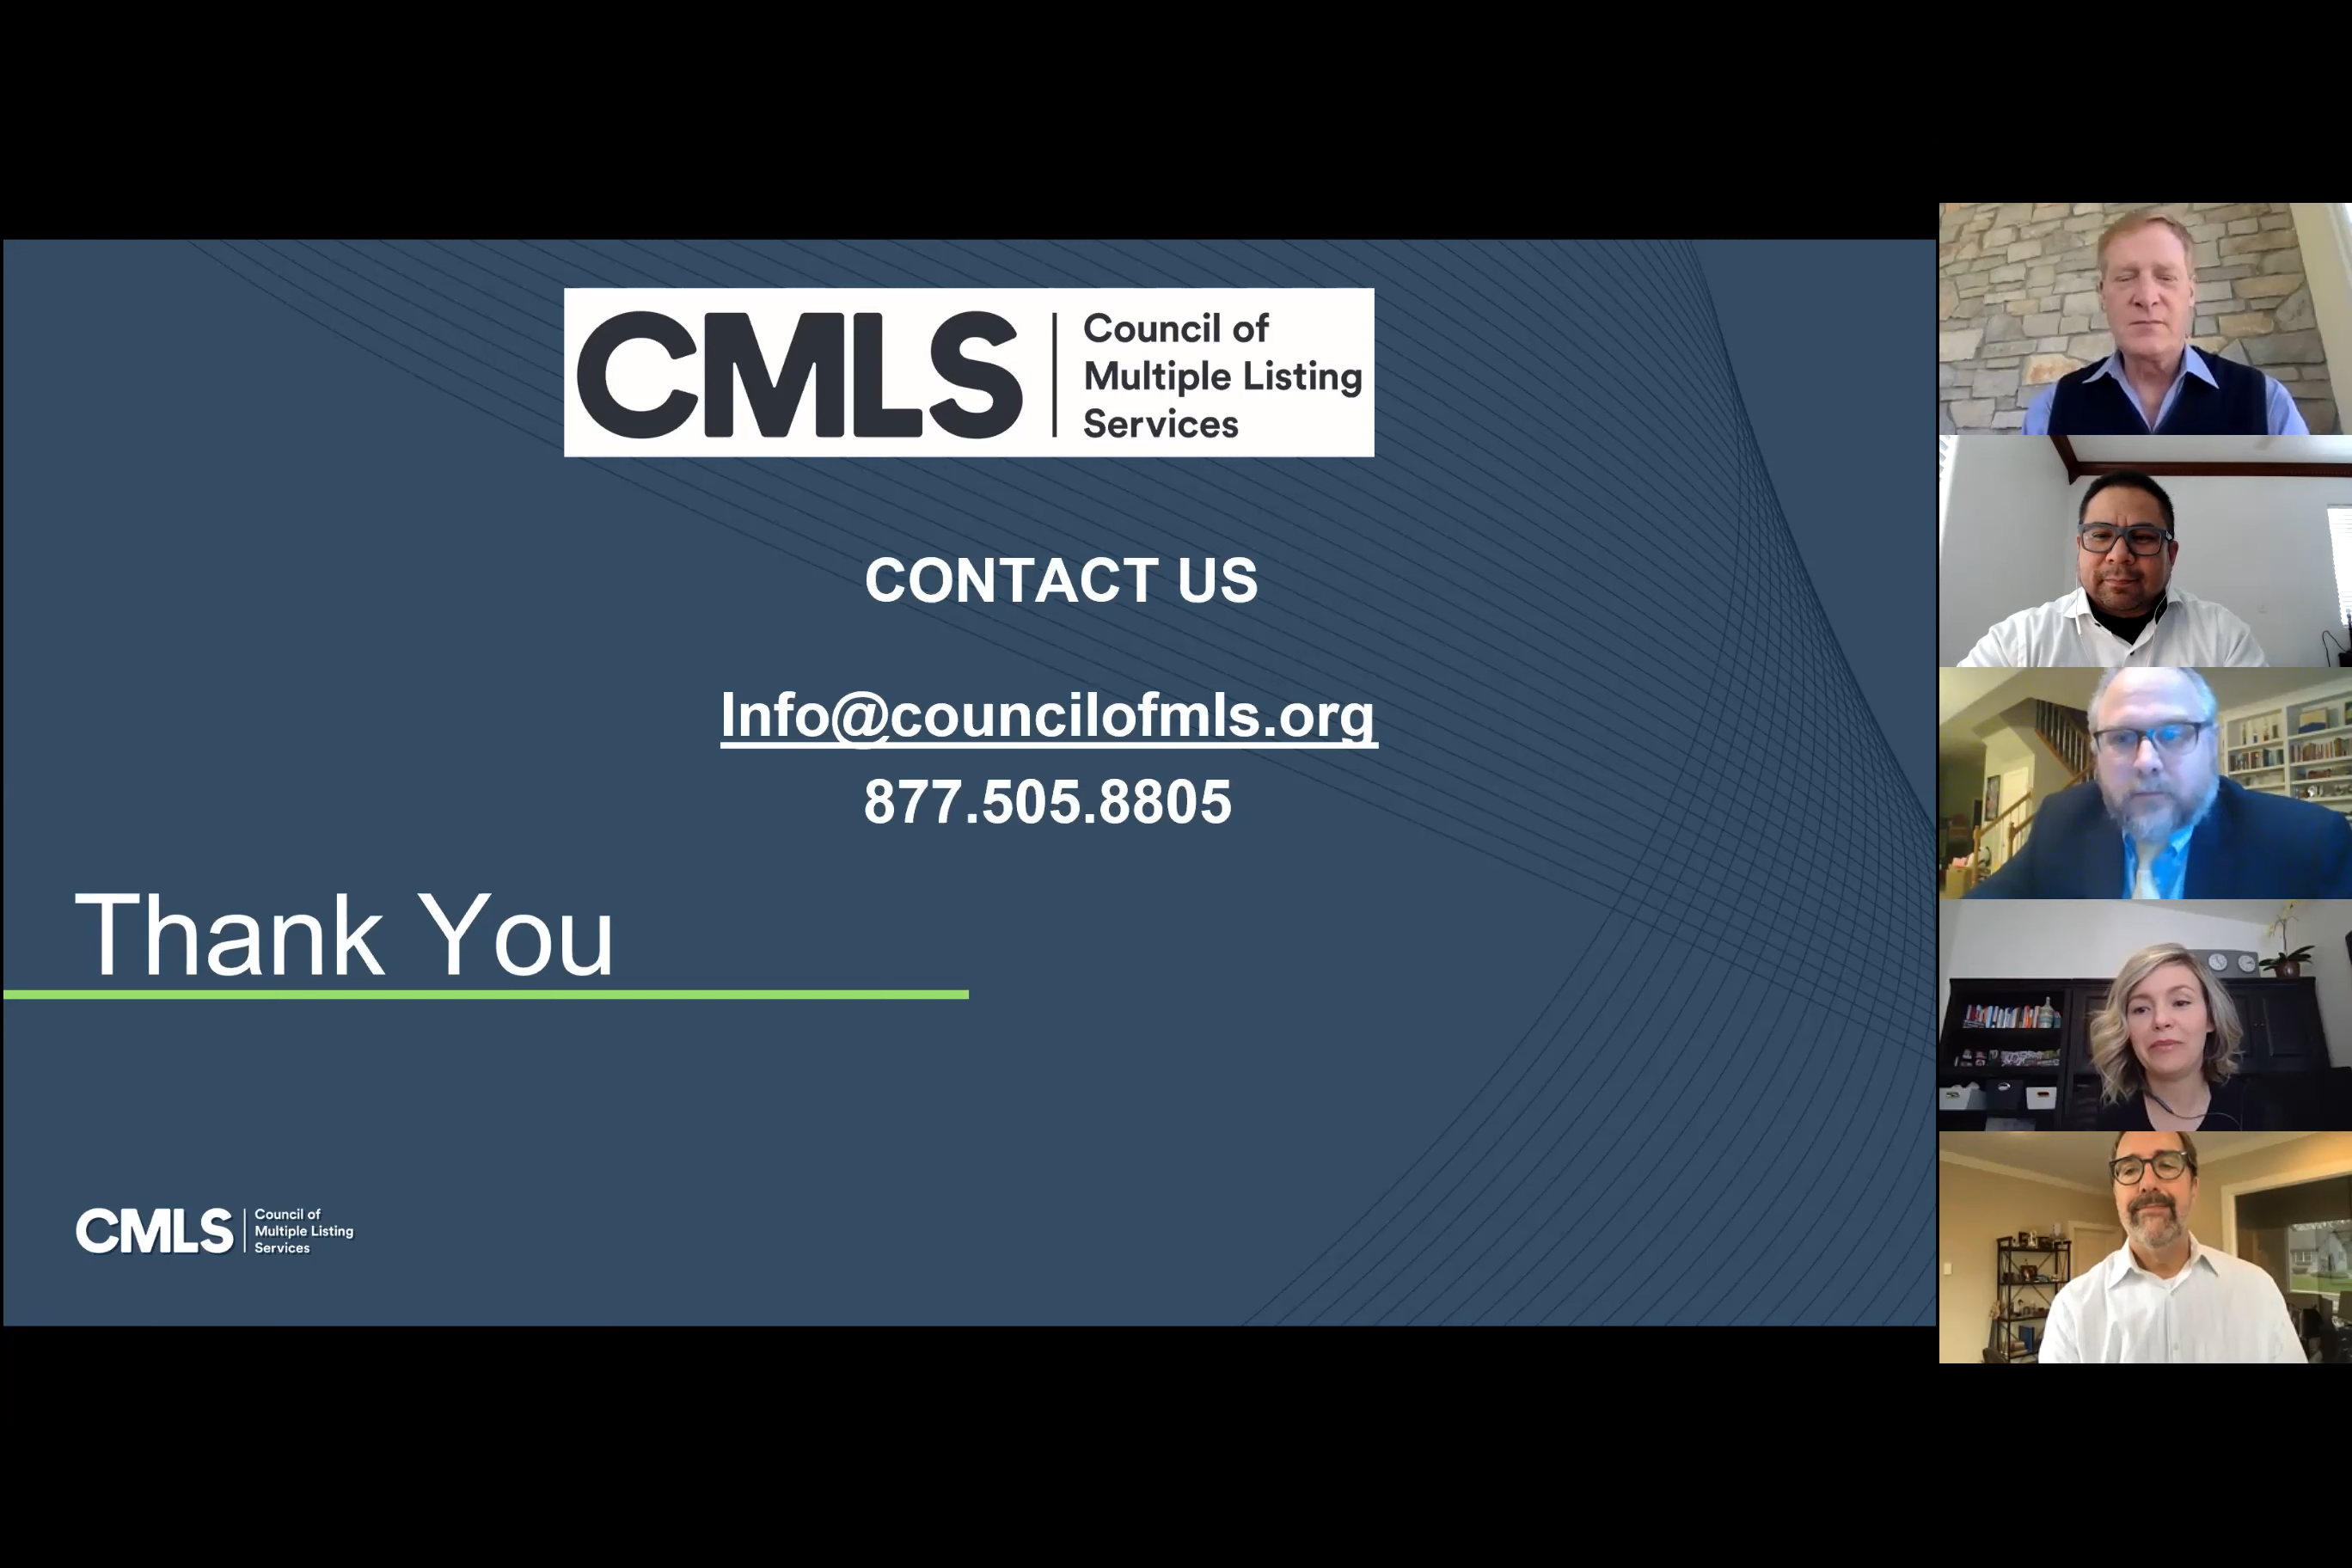 CMLS
Council of
Multiple Listing
Services
CONTACT US
Info@councilofmls.org
877.505.8805
Thank You
CMLS
Council of
Multiple Listing
Services